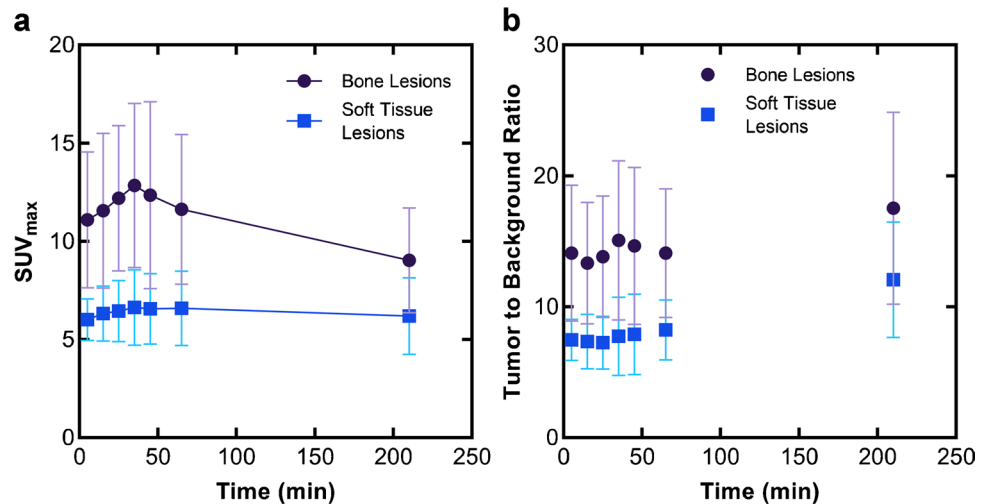 a
20
15
10
5
0
SUVmax
Bone Lesions
Soft Tissue
Lesions
0 50 100 150 200 250
Time (min)
b
30
20
10
0
Tumor to Background Ratio
Bone Lesions
Soft Tissue
Lesions
0 50 100 150 200 250
Time (min)